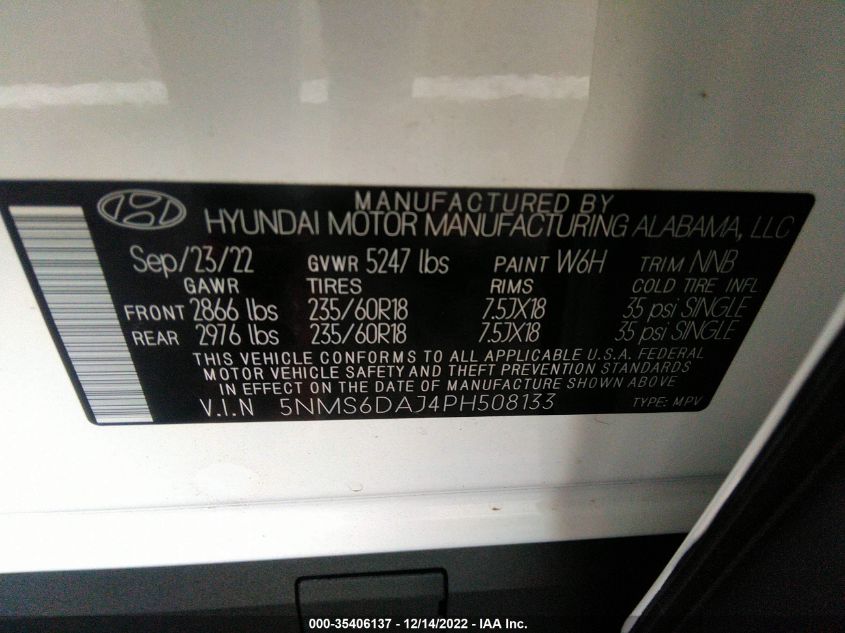 MANUFACTURED BY
HYUNDAI MOTOR MANUFACTURING ALABAMA, LLC
Sep/23/22 GVWR 5247 lbs PAINT W6H TRIM NNB
GAWR TIRES RIMS COLD TIRE INFL
FRONT 2866 lbs 235/60R18 7.5JX18 35 psi SINGLE
REAR 2976 lbs 235/60R18 7.5JX18 35 psi SINGLE
THIS VEHICLE CONFORMS TO ALL APPLICABLE U.S.A. FEDERAL
MOTOR VEHICLE SAFETY AND THEFT PREVENTION STANDARDS
IN EFFECT ON THE DATE OF MANUFACTURE SHOWN ABOVE
V.I.N 5NMS6DAJ4PH508133 TYPE: MPV
000-35406137 - 12/14/2022 - IAA Inc.